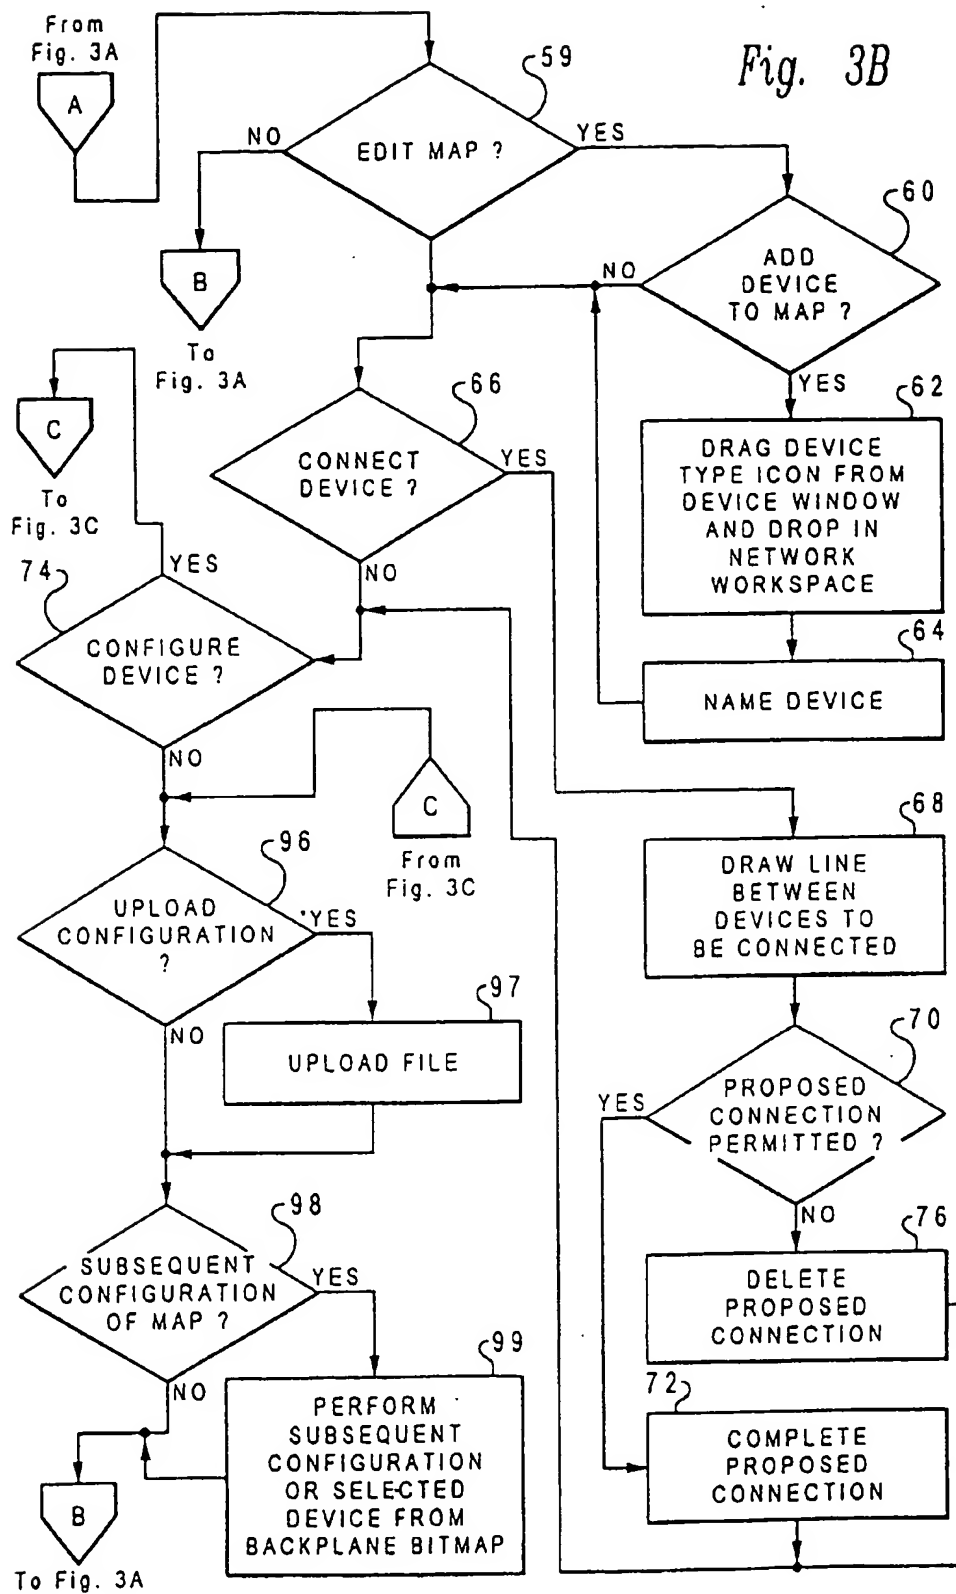 From
Fig. 3A
A
Fig. 3B
59
EDIT MAP ?
NO
YES
B
To
Fig. 3A
60
ADD
DEVICE
TO MAP ?
NO
YES
C
To
Fig. 3C
66
CONNECT
DEVICE ?
YES
NO
62
DRAG DEVICE
TYPE ICON FROM
DEVICE WINDOW
AND DROP IN
NETWORK
WORKSPACE
64
NAME DEVICE
74
YES
CONFIGURE
DEVICE ?
NO
C
From
Fig. 3C
68
DRAW LINE
BETWEEN
DEVICES TO
BE CONNECTED
96
UPLOAD
CONFIGURATION
?
YES
NO
97
UPLOAD FILE
70
PROPOSED
CONNECTION
PERMITTED ?
YES
NO
76
DELETE
PROPOSED
CONNECTION
98
SUBSEQUENT
CONFIGURATION
OF MAP ?
YES
NO
99
PERFORM
SUBSEQUENT
CONFIGURATION
OR SELECTED
DEVICE FROM
BACKPLANE BITMAP
72
COMPLETE
PROPOSED
CONNECTION
B
To Fig. 3A